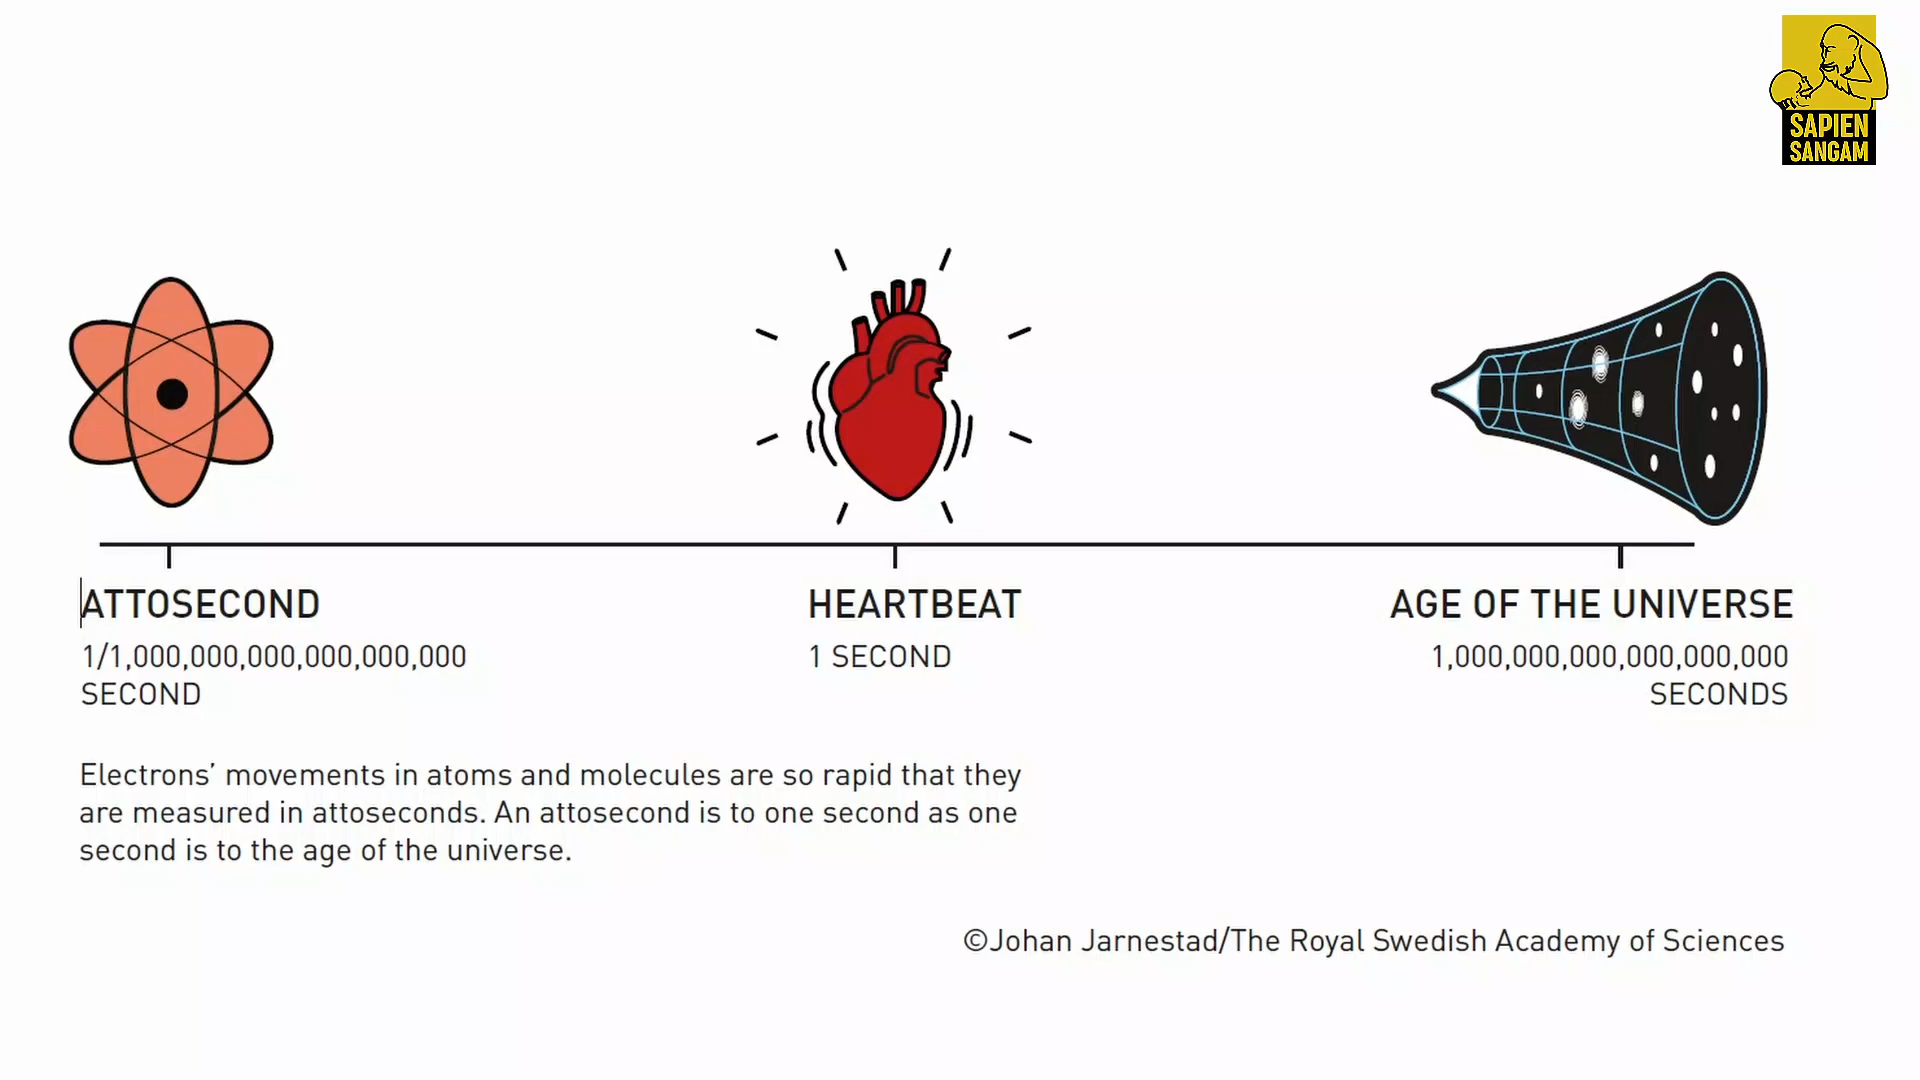 SAPIEN
SANGAM
ATTOSECOND
1/1,000,000,000,000,000,000
SECOND
HEARTBEAT
1 SECOND
AGE OF THE UNIVERSE
1,000,000,000,000,000,000
SECONDS
Electrons’ movements in atoms and molecules are so rapid that they
are measured in attoseconds. An attosecond is to one second as one
second is to the age of the universe.
©Johan Jarnestad/The Royal Swedish Academy of Sciences